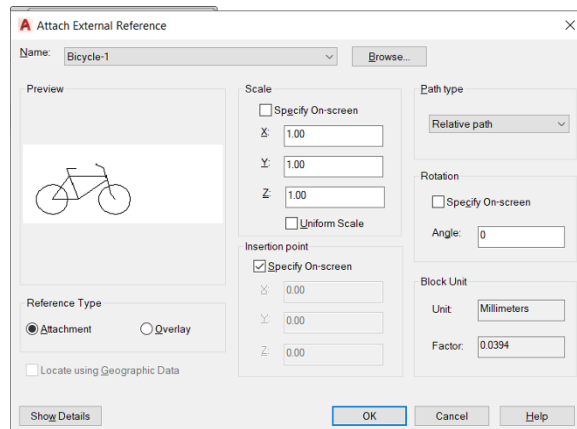 Attach External Reference
Name: Bicycle-1 Browse...
Preview
Scale
Specify On-screen
X: 1.00
Y: 1.00
Z: 1.00
Uniform Scale
Path type
Relative path
Rotation
Specify On-screen
Angle: 0
Insertion point
Specify On-screen
X: 0.00
Y: 0.00
Z: 0.00
Block Unit
Unit: Millimeters
Factor: 0.0394
Reference Type
Attachment Overlay
Locate using Geographic Data
Show Details OK Cancel Help